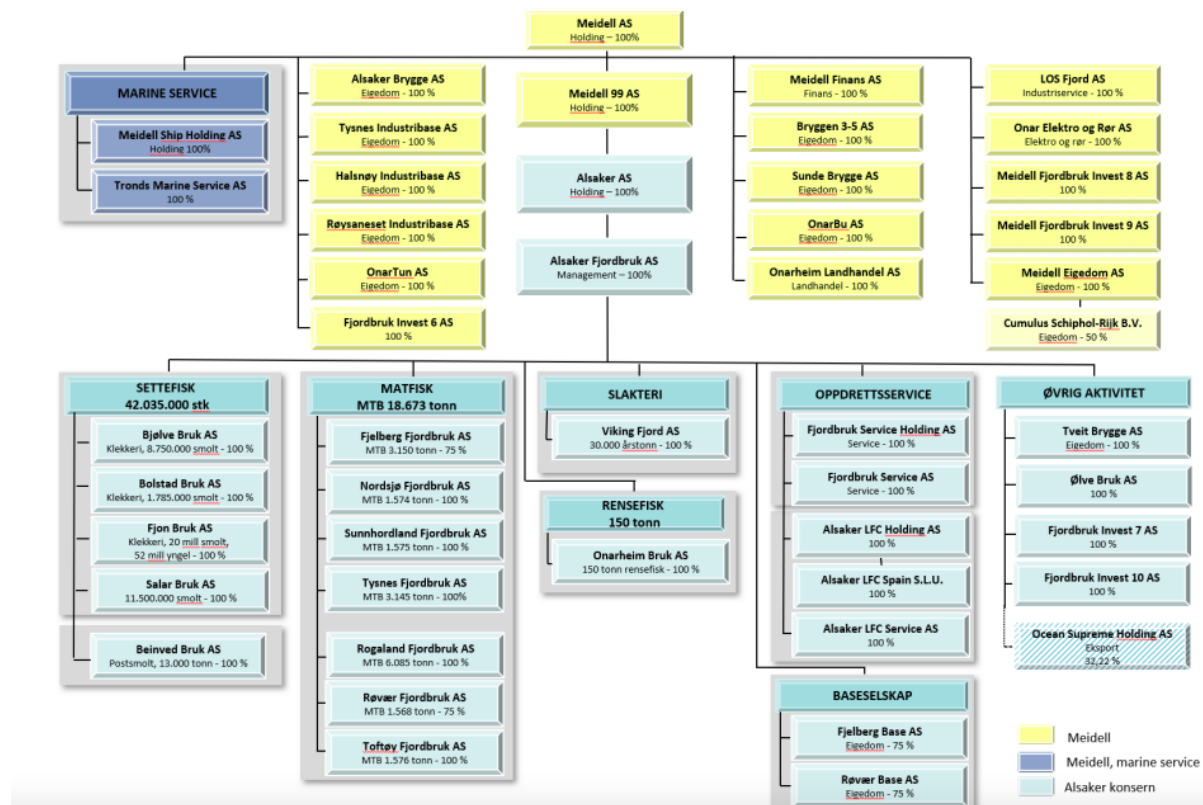 Meidell AS
Holding – 100%
MARINE SERVICE
Meidell Ship Holding AS
Holding 100%
Tronds Marine Service AS
100 %
Alsaker Brygge AS
Eigedom - 100 %
Tysnes Industribase AS
Eigedom - 100 %
Halsnøy Industribase AS
Eigedom - 100 %
Røysaneset Industribase AS
Eigedom - 100 %
OnarTun AS
Eigedom - 100 %
Fjordbruk Invest 6 AS
100 %
Meidell 99 AS
Holding – 100%
Alsaker AS
Holding – 100%
Alsaker Fjordbruk AS
Management – 100%
Meidell Finans AS
Finans - 100 %
Bryggen 3-5 AS
Eigedom - 100 %
Sunde Brygge AS
Eigedom - 100 %
OnarBu AS
Eigedom - 100 %
Onarheim Landhandel AS
Landhandel - 100 %
LOS Fjord AS
Industriservice - 100 %
Onar Elektro og Rør AS
Elektro og rør - 100 %
Meidell Fjordbruk Invest 8 AS
100 %
Meidell Fjordbruk Invest 9 AS
100 %
Meidell Eigedom AS
Eigedom - 100 %
Cumulus Schiphol-Rijk B.V.
Eigedom - 50 %
SETTEFISK
42.035.000 stk
Bjølve Bruk AS
Klekkeri, 8.750.000 smolt - 100%
Bolstad Bruk AS
Klekkeri, 1.785.000 smolt - 100%
Fjon Bruk AS
Klekkeri, 20 mill smolt,
52 mill yngel - 100 %
Salar Bruk AS
11.500.000 smolt - 100 %
Beinved Bruk AS
Postsmolt, 13.000 tonn - 100 %
MATFISK
MTB 18.673 tonn
Fjelberg Fjordbruk AS
MTB 3.150 tonn - 75 %
Nordsjø Fjordbruk AS
MTB 1.574 tonn - 100%
Sunnhordland Fjordbruk AS
MTB 1.575 tonn - 100%
Tysnes Fjordbruk AS
MTB 3.145 tonn - 100%
Rogaland Fjordbruk AS
MTB 6.085 tonn - 100%
Røvær Fjordbruk AS
MTB 1.568 tonn - 75 %
Toftøy Fjordbruk AS
MTB 1.576 tonn - 100%
SLAKTERI
Viking Fjord AS
30.000 årstonn - 100 %
RENSEFISK
150 tonn
Onarheim Bruk AS
150 tonn rensefisk - 100 %
OPPDRETTSSERVICE
Fjordbruk Service Holding AS
Service - 100 %
Fjordbruk Service AS
Service - 100 %
Alsaker LFC Holding AS
100 %
Alsaker LFC Spain S.L.U.
100 %
Alsaker LFC Service AS
100 %
BASESELSKAP
Fjelberg Base AS
Eigedom - 75 %
Røvær Base AS
Eigedom - 75 %
ØVRIG AKTIVITET
Tveit Brygge AS
Eigedom - 100 %
Ølve Bruk AS
100 %
Fjordbruk Invest 7 AS
100 %
Fjordbruk Invest 10 AS
100 %
Ocean Supreme Holding AS
Eksport
32,22 %
Meidell
Meidell, marine service
Alsaker konsern